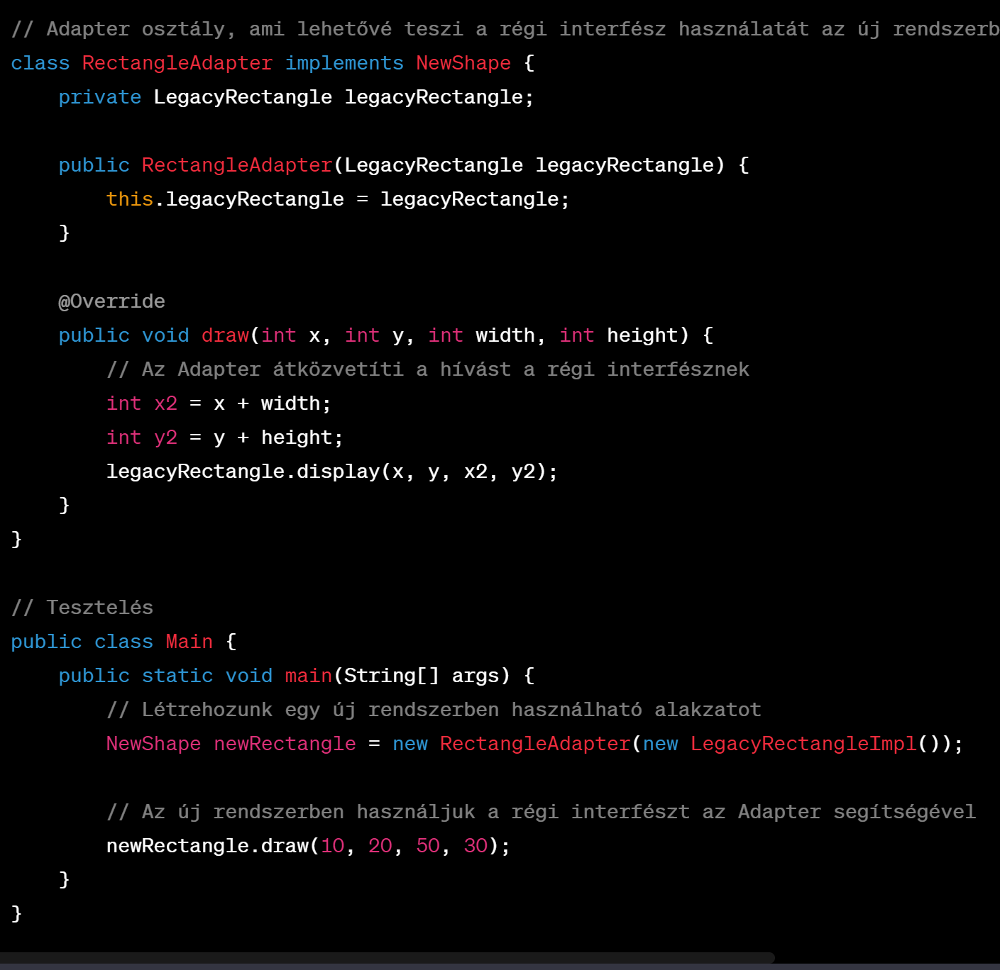 // Adapter osztály, ami lehetővé teszi a régi interfész használatát az új
class RectangleAdapter implements NewShape {
    private LegacyRectangle legacyRectangle;
    public RectangleAdapter(LegacyRectangle legacyRectangle) {
        this.legacyRectangle = legacyRectangle;
    }
    @Override
    public void draw(int x, int y, int width, int height) {
        // Az Adapter átközvetíti a hívást a régi interfésznek
        int x2 = x + width;
        int y2 = y + height;
        legacyRectangle.display(x, y, x2, y2);
    }
}
// Tesztelés
public class Main {
    public static void main(String[] args) {
        // Létrehozunk egy új rendszerben használható alakzatot
        NewShape newRectangle = new RectangleAdapter(new LegacyRectangleImpl());
        // Az új rendszerben használjuk a régi interfészt az Adapter segítségével
        newRectangle.draw(10, 20, 50, 30);
    }
}